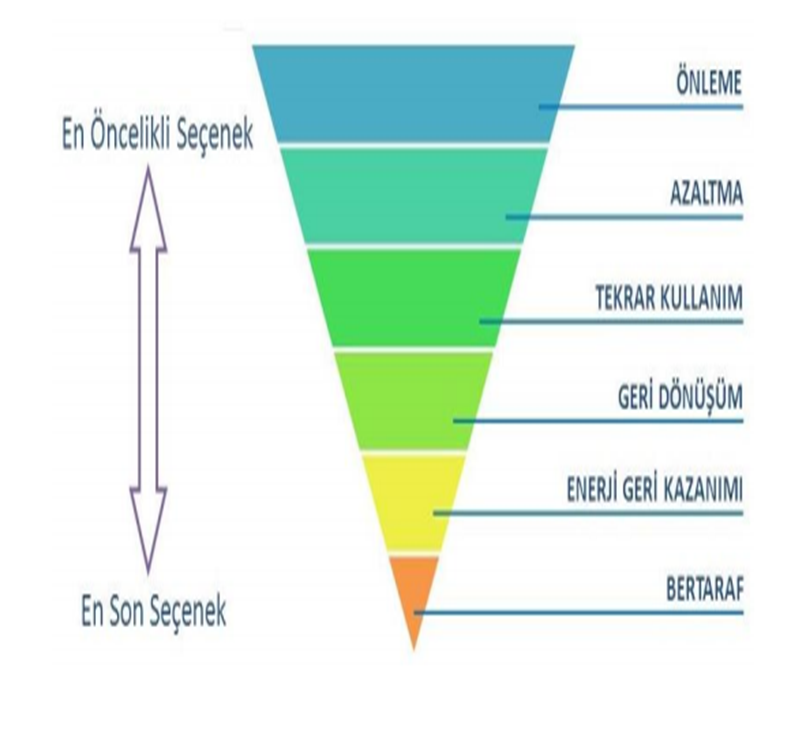 En Öncelikli Seçenek
En Son Seçenek
ÖNLEME
AZALTMA
TEKRAR KULLANIM
GERİ DÖNÜŞÜM
ENERJİ GERİ KAZANIMI
BERTARAF